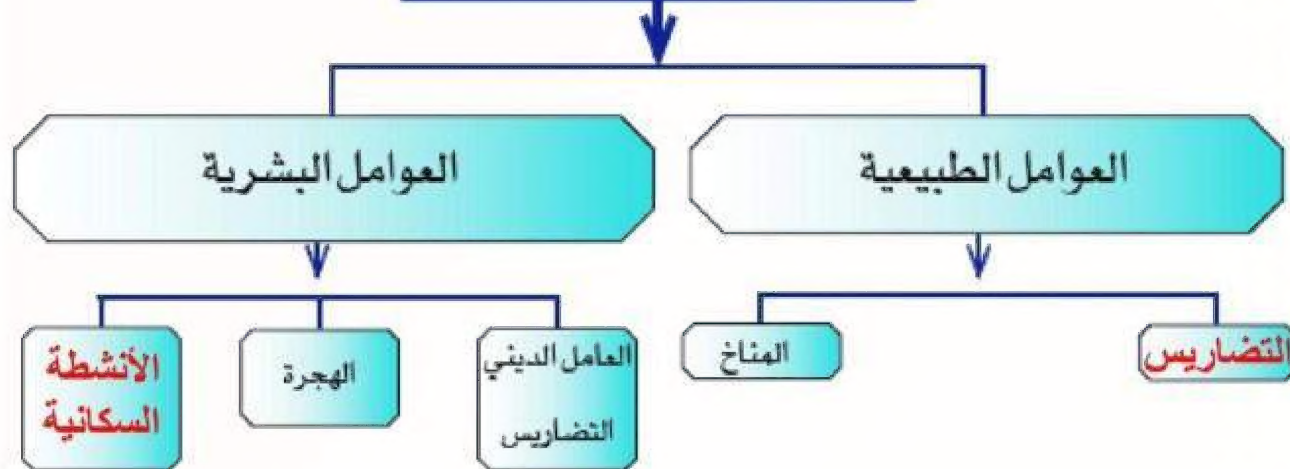 العوامل الطبيعية
العوامل البشرية
التضاريس
المناخ
العامل الديني
التضاريس
الهجرة
الأنشطة
السكانية